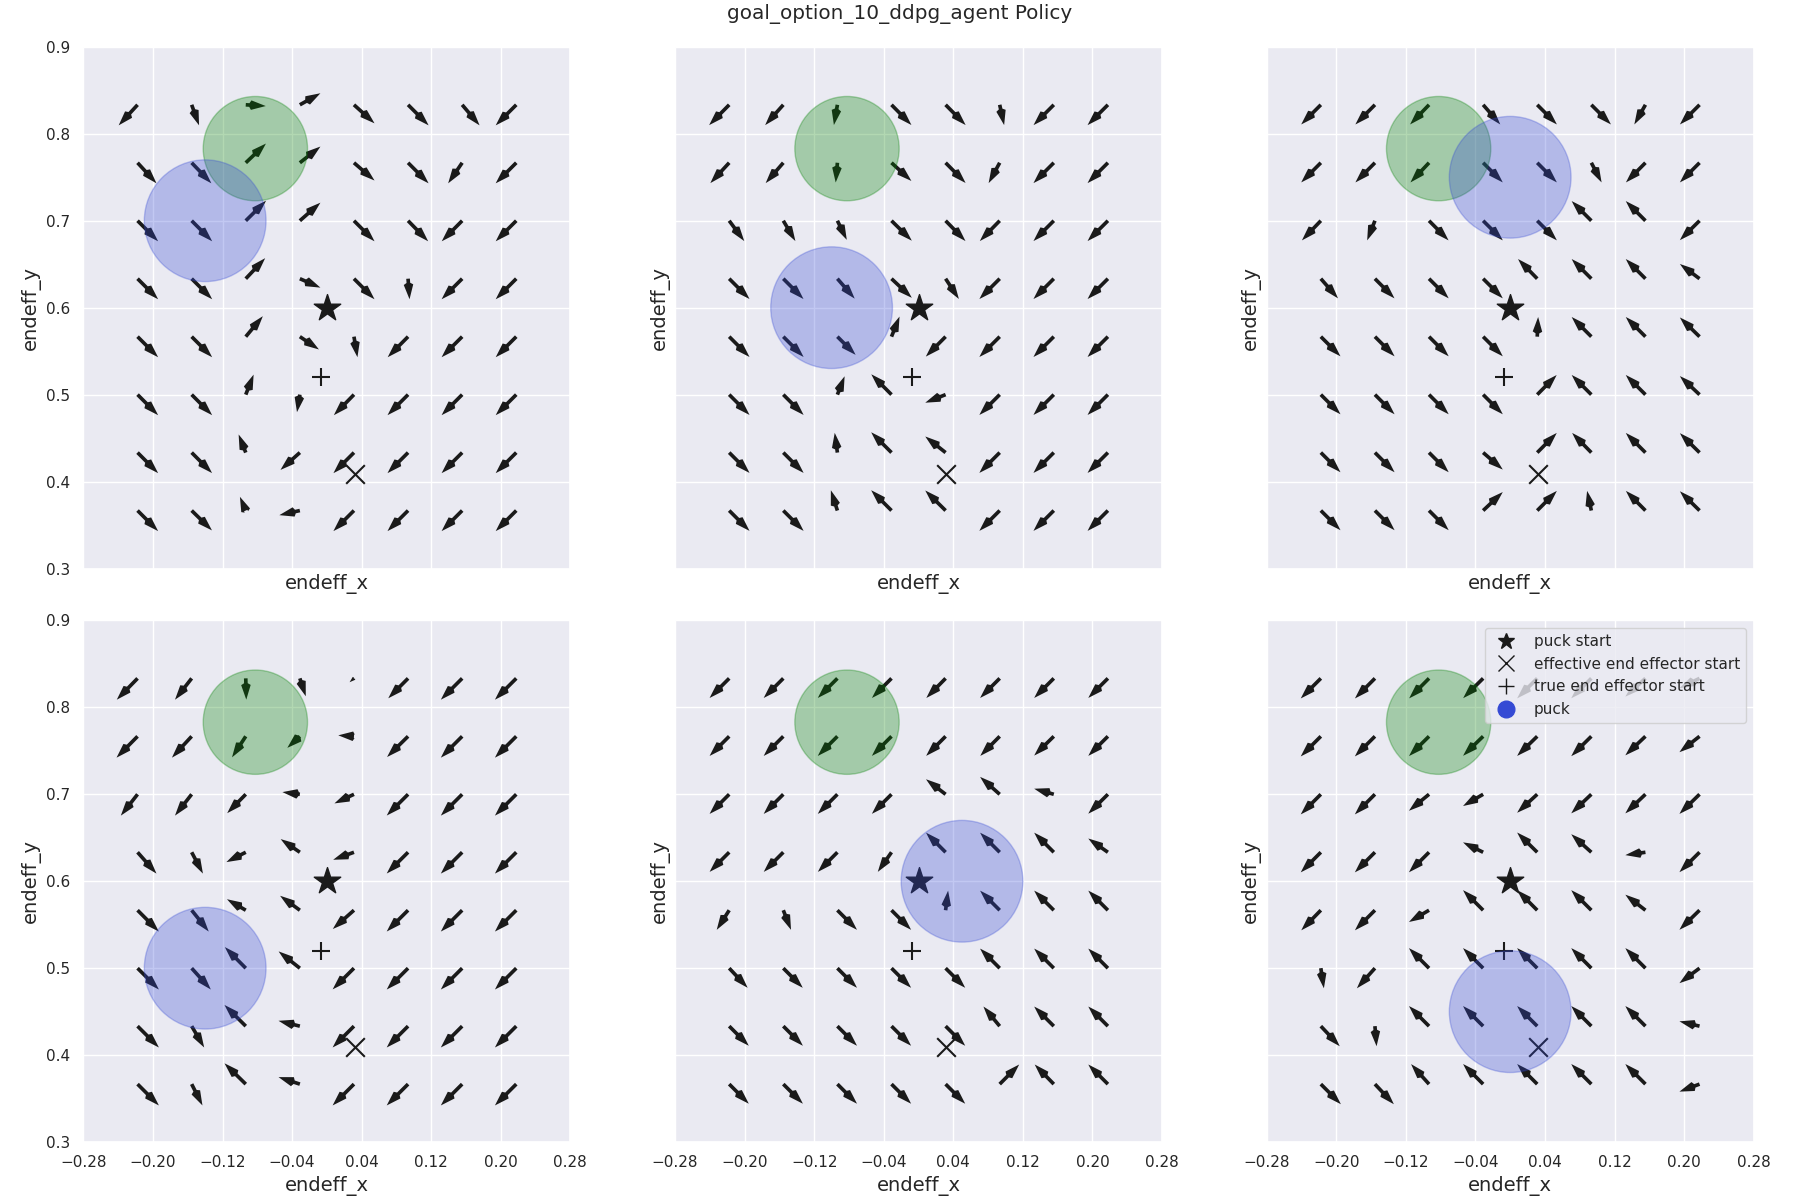 goal_option_10_ddpg_agent Policy
0.9
0.8
0.7
0.6
0.5
0.4
0.3
endeff_y
endeff_x
endeff_y
endeff_x
endeff_y
endeff_x
0.9
0.8
0.7
0.6
0.5
0.4
0.3
endeff_y
−0.28 −0.20 −0.12 −0.04 0.04 0.12 0.20 0.28
endeff_x
endeff_y
−0.28 −0.20 −0.12 −0.04 0.04 0.12 0.20 0.28
endeff_x
puck start
effective end effector start
true end effector start
puck
endeff_y
−0.28 −0.20 −0.12 −0.04 0.04 0.12 0.20 0.28
endeff_x